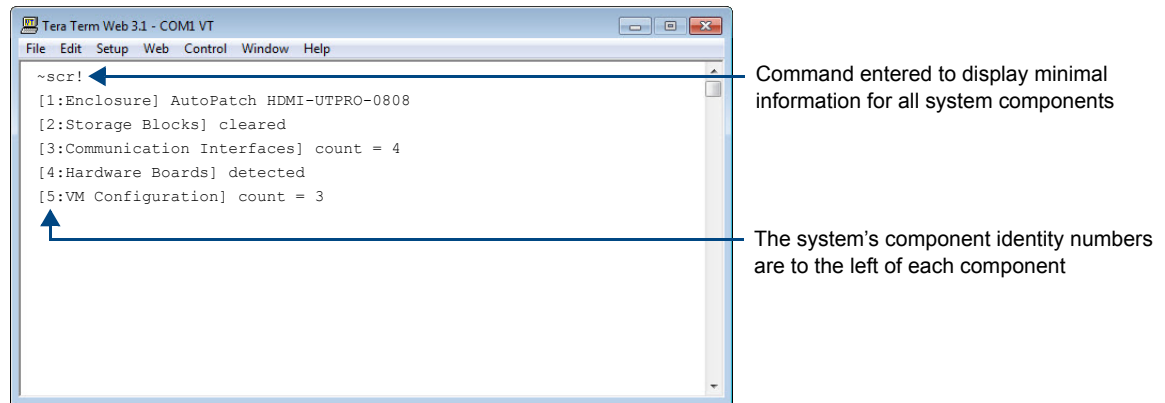 Tera Term Web 3.1 - COM1 VT
File Edit Setup Web Control Window Help
~scr!
[1:Enclosure] AutoPatch HDMI-UTPRO-0808
[2:Storage Blocks] cleared
[3:Communication Interfaces] count = 4
[4:Hardware Boards] detected
[5:VM Configuration] count = 3
Command entered to display minimal
information for all system components
The system's component identity numbers
are to the left of each component